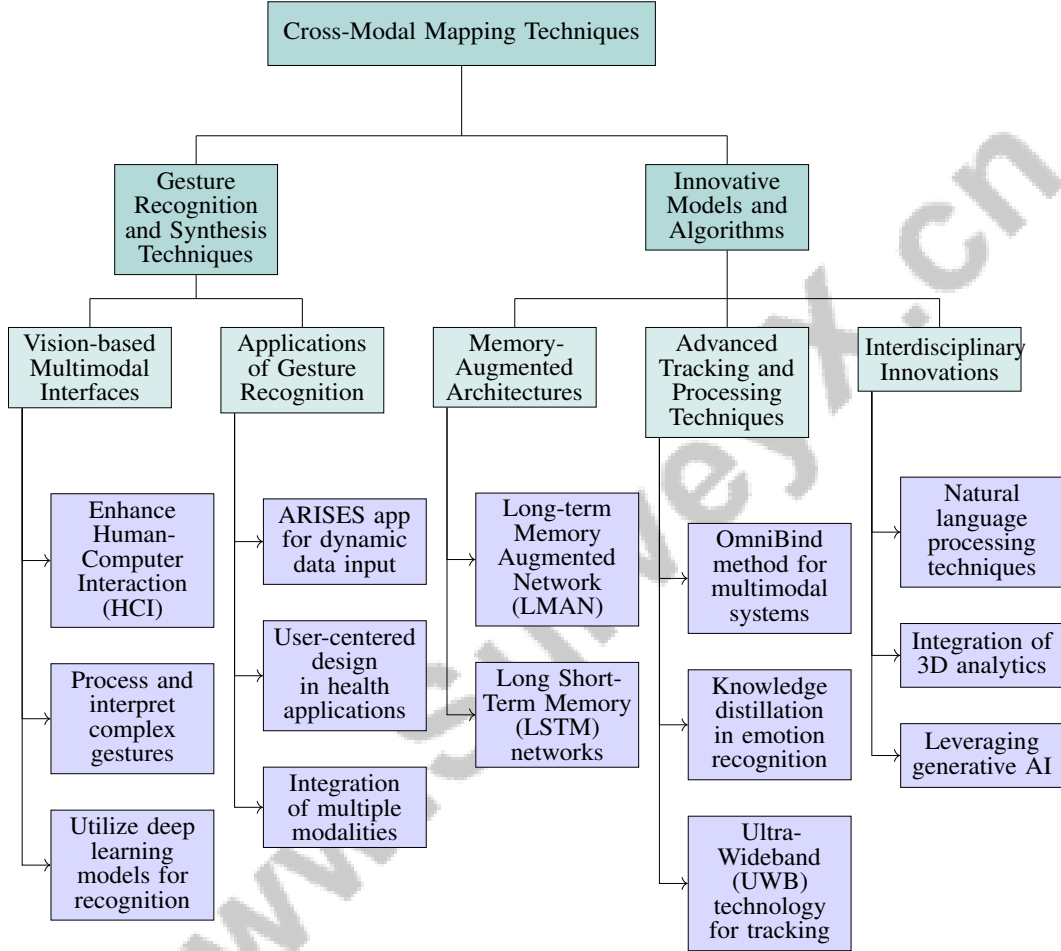 Cross-Modal Mapping Techniques
Gesture
Recognition
and Synthesis
Techniques
Innovative
Models and
Algorithms
Vision-based
Multimodal
Interfaces
Applications
of Gesture
Recognition
Memory-
Augmented
Architectures
Advanced
Tracking and
Processing
Techniques
Interdisciplinary
Innovations
Enhance
Human-
Computer
Interaction
(HCI)
Process and
interpret
complex
gestures
Utilize deep
learning
models for
recognition
ARISES app
for dynamic
data input
User-centered
design
in health
applications
Integration
of multiple
modalities
Long-term
Memory
Augmented
Network
(LMAN)
Long Short-
Term Memory
(LSTM)
networks
OmniBind
method for
multimodal
systems
Knowledge
distillation
in emotion
recognition
Ultra-
Wideband
(UWB)
technology
for tracking
Natural
language
processing
techniques
Integration of
3D analytics
Leveraging
generative AI
www.surveyx.cn